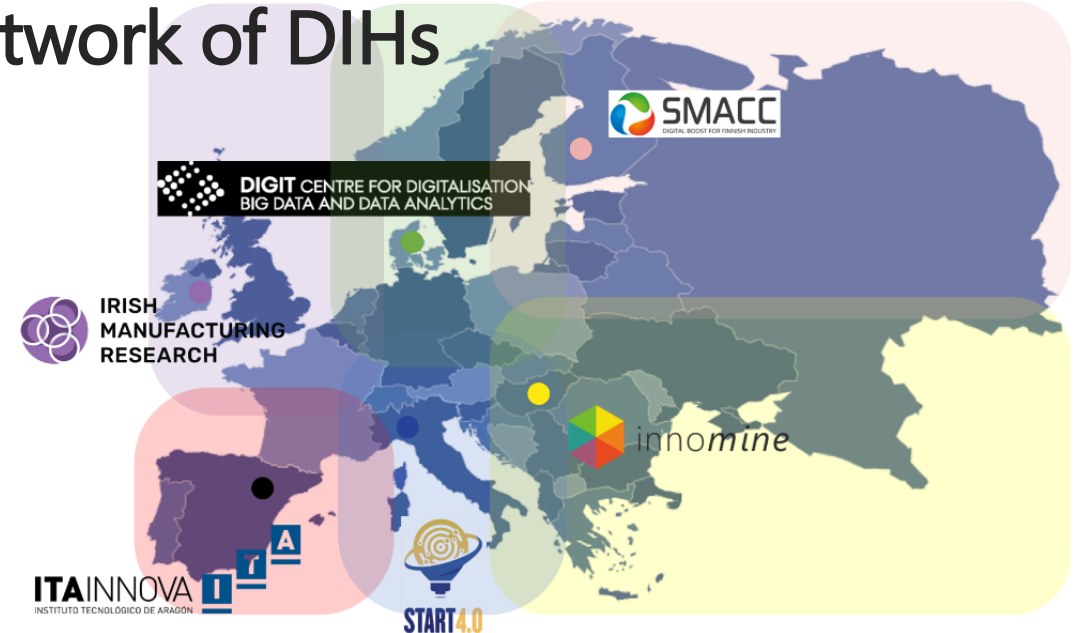 twork of DIHs
SMACC
DIGITAL BOOST FOR FINNISH INDUSTRY
DIGIT CENTRE FOR DIGITALISATION
BIG DATA AND DATA ANALYTICS
IRISH
MANUFACTURING
RESEARCH
innomine
ITA
ITAINNOVA
INSTITUTO TECNOLÓGICO DE ARAGÓN
START4.0